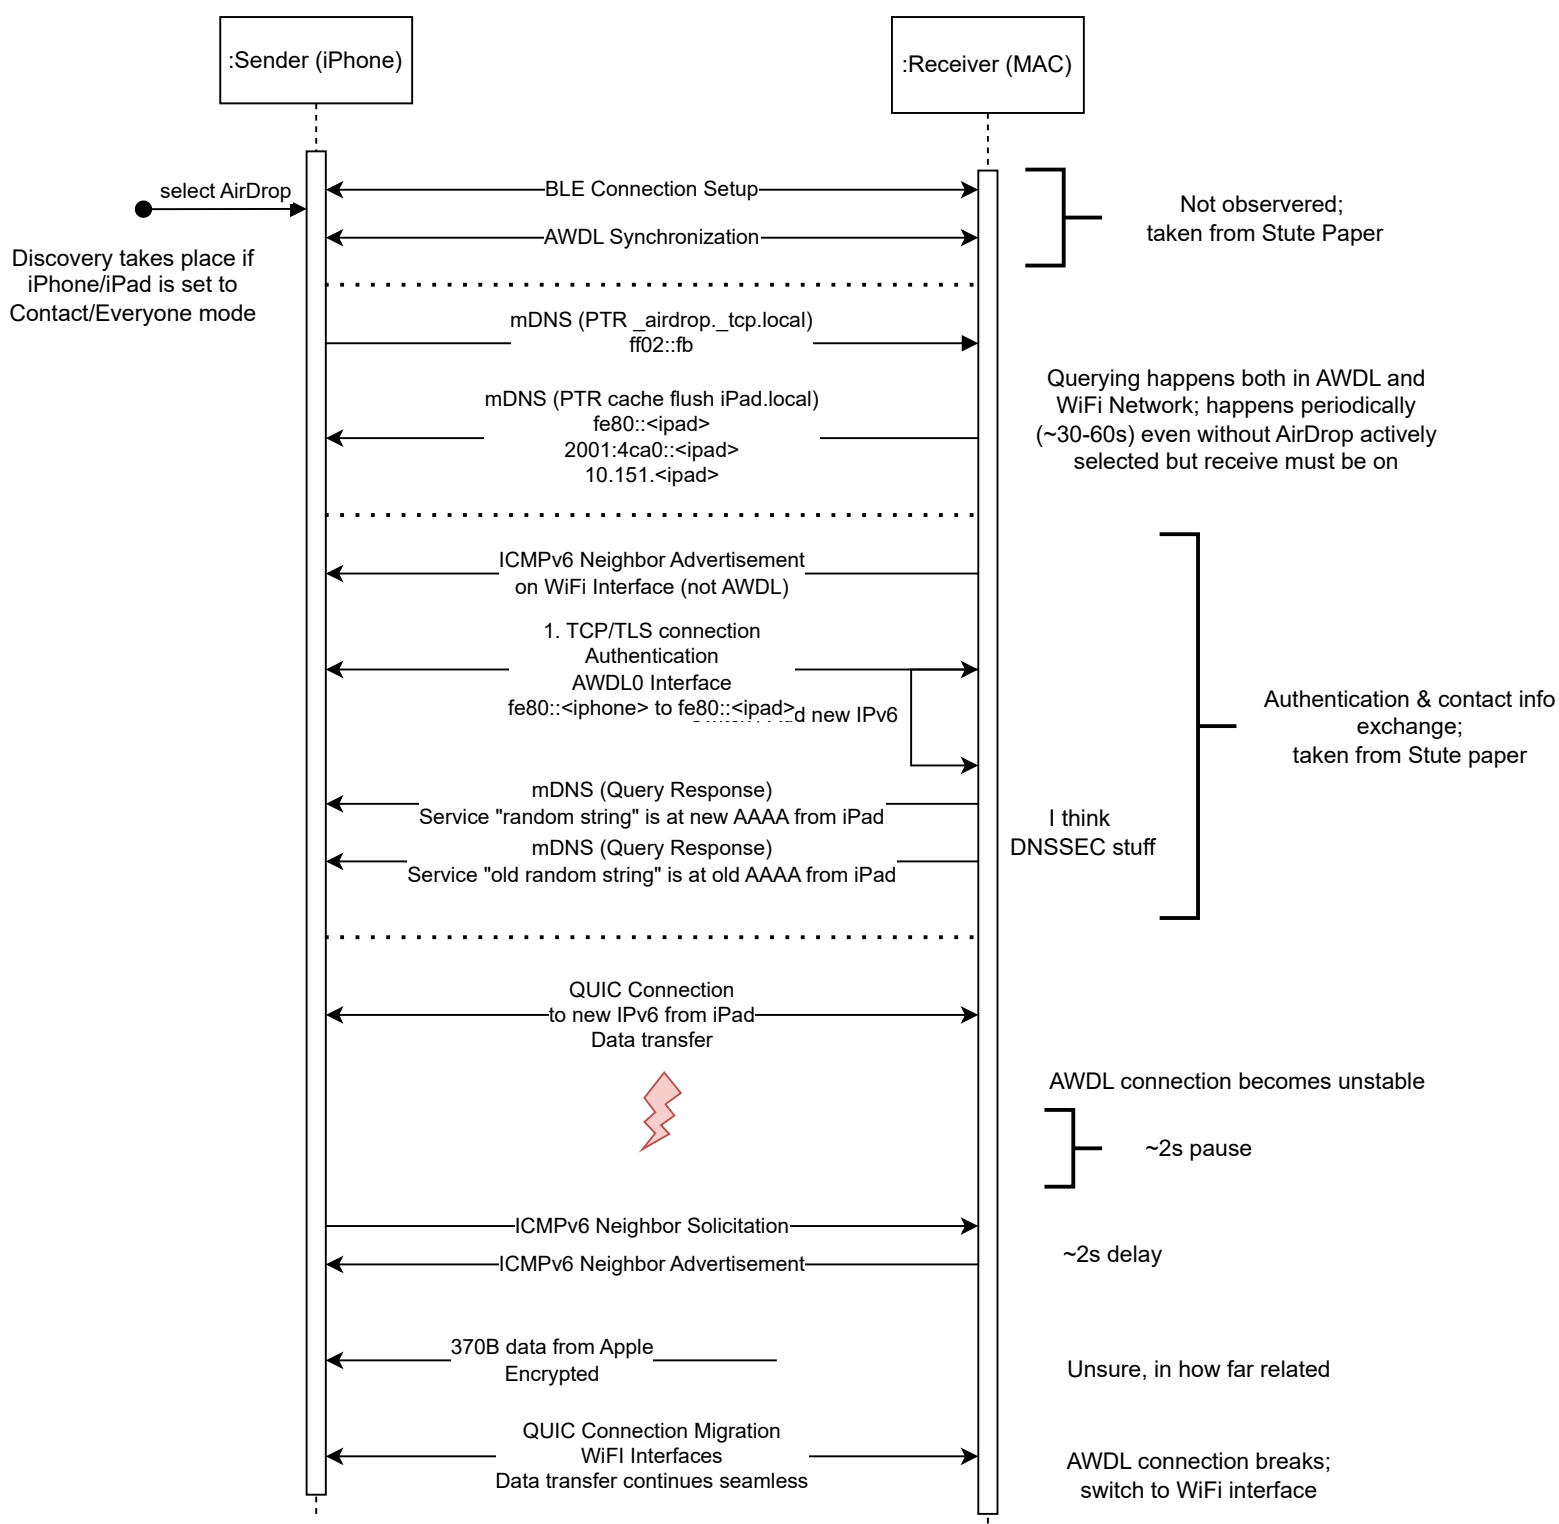 :Sender (iPhone)
:Receiver (MAC)
select AirDrop
BLE Connection Setup
AWDL Synchronization
Not observered;
taken from Stute Paper
Discovery takes place if
iPhone/iPad is set to
Contact/Everyone mode
mDNS (PTR _airdrop._tcp.local)
ff02::fb
mDNS (PTR cache flush iPad.local)
fe80::<ipad>
2001:4ca0::<ipad>
10.151.<ipad>
Querying happens both in AWDL and
WiFi Network; happens periodically
(~30-60s) even without AirDrop actively
selected but receive must be on
ICMPv6 Neighbor Advertisement
on WiFi Interface (not AWDL)
1. TCP/TLS connection
Authentication
AWDL0 Interface
fe80::<iphone> to fe80::<ipad>
new IPv6
Authentication & contact info
exchange;
taken from Stute paper
mDNS (Query Response)
Service "random string" is at new AAAA from iPad
mDNS (Query Response)
Service "old random string" is at old AAAA from iPad
I think
DNSSEC stuff
QUIC Connection
to new IPv6 from iPad
Data transfer
AWDL connection becomes unstable
~2s pause
ICMPv6 Neighbor Solicitation
ICMPv6 Neighbor Advertisement
~2s delay
370B data from Apple
Encrypted
Unsure, in how far related
QUIC Connection Migration
WiFI Interfaces
Data transfer continues seamless
AWDL connection breaks;
switch to WiFi interface